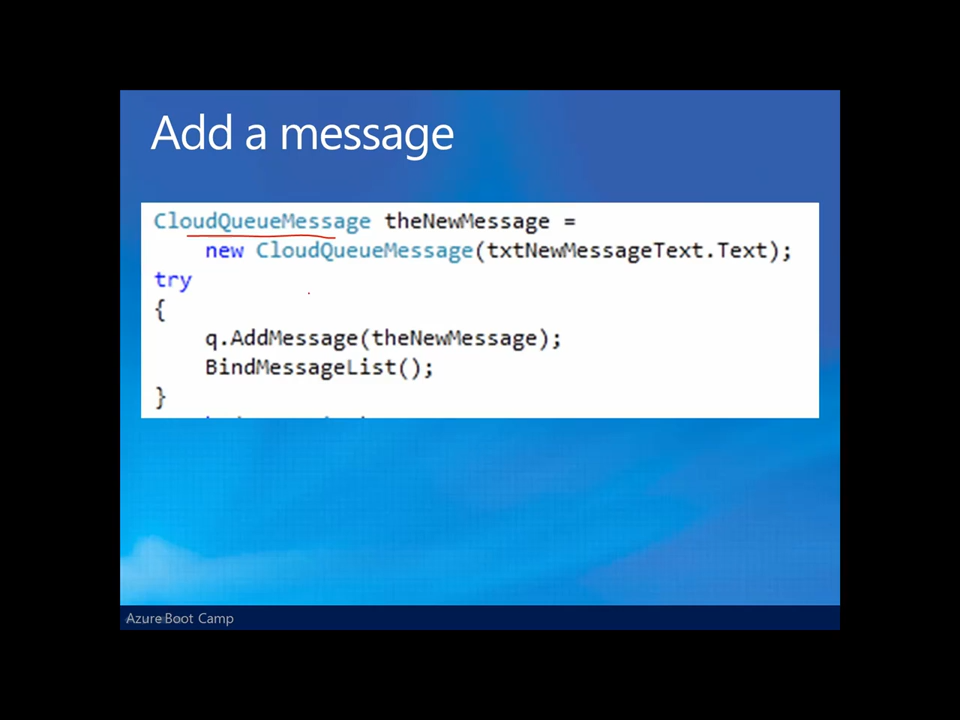 Add a message
CloudQueueMessage theNewMessage =
new CloudQueueMessage(txtNewMessageText.Text);
try
{
q.AddMessage(theNewMessage);
BindMessageList();
}
Azure Boot Camp